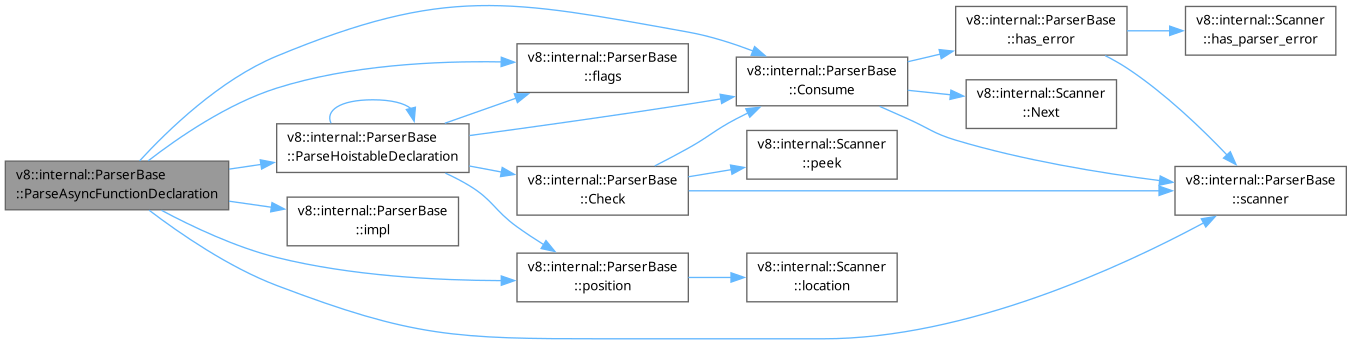 v8::internal::ParserBase
::ParseAsyncFunctionDeclaration
v8::internal::ParserBase
::ParseHoistableDeclaration
v8::internal::ParserBase
::impl
v8::internal::ParserBase
::flags
v8::internal::ParserBase
::Check
v8::internal::ParserBase
::position
v8::internal::ParserBase
::Consume
v8::internal::Scanner
::peek
v8::internal::Scanner
::location
v8::internal::ParserBase
::has_error
v8::internal::Scanner
::Next
v8::internal::Scanner
::has_parser_error
v8::internal::ParserBase
::scanner